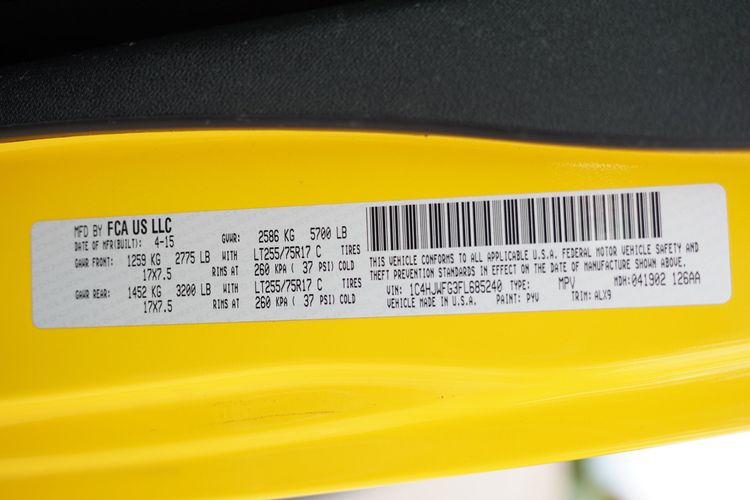 MFD BY FCA US LLC
DATE OF MFR(BUILT): 4-15 GVWR: 2586 KG 5700 LB
GAWR FRONT: 1259 KG 2775 LB WITH LT255/75R17 C TIRES
17X7.5 RIMS AT 260 KPA ( 37 PSI) COLD
GAWR REAR: 1452 KG 3200 LB WITH LT255/75R17 C TIRES
17X7.5 RIMS AT 260 KPA ( 37 PSI) COLD
THIS VEHICLE CONFORMS TO ALL APPLICABLE U.S.A. FEDERAL MOTOR VEHICLE SAFETY AND
THEFT PREVENTION STANDARDS IN EFFECT ON THE DATE OF MANUFACTURE SHOWN ABOVE.
VIN: 1C4HJWFG3FL685240 TYPE: MPV MDH: 041902 126AA
VEHICLE MADE IN U.S.A. PAINT: PYV TRIM: ALX9